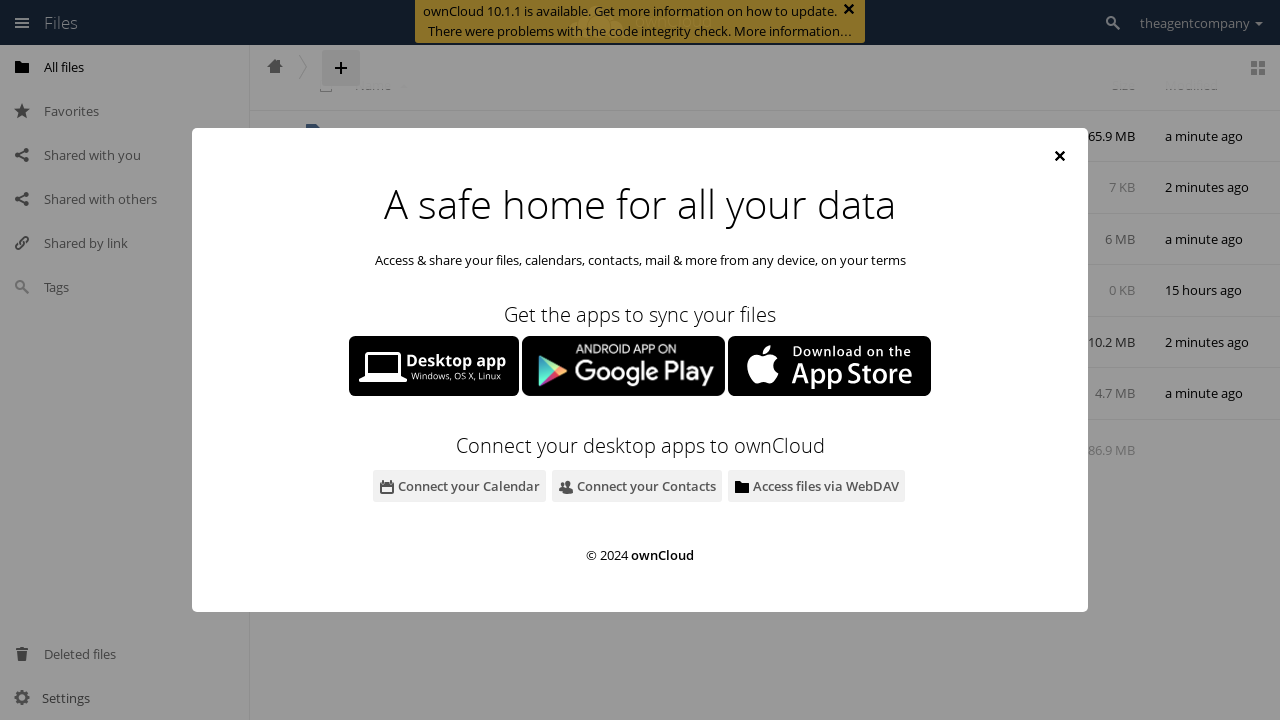 Files
ownCloud 10.1.1 is available. Get more information on how to update.
There were problems with the code integrity check. More information…
theagentcompany
All files
Favorites
Shared with you
Shared with others
Shared by link
Tags
Deleted files
Settings
65.9 MB a minute ago
7 KB 2 minutes ago
6 MB a minute ago
0 KB 15 hours ago
10.2 MB 2 minutes ago
4.7 MB a minute ago
86.9 MB
A safe home for all your data
Access & share your files, calendars, contacts, mail & more from any device, on your terms
Get the apps to sync your files
Desktop app
Windows, OS X, Linux
ANDROID APP ON
Google Play
Download on the
App Store
Connect your desktop apps to ownCloud
Connect your Calendar
Connect your Contacts
Access files via WebDAV
© 2024 ownCloud